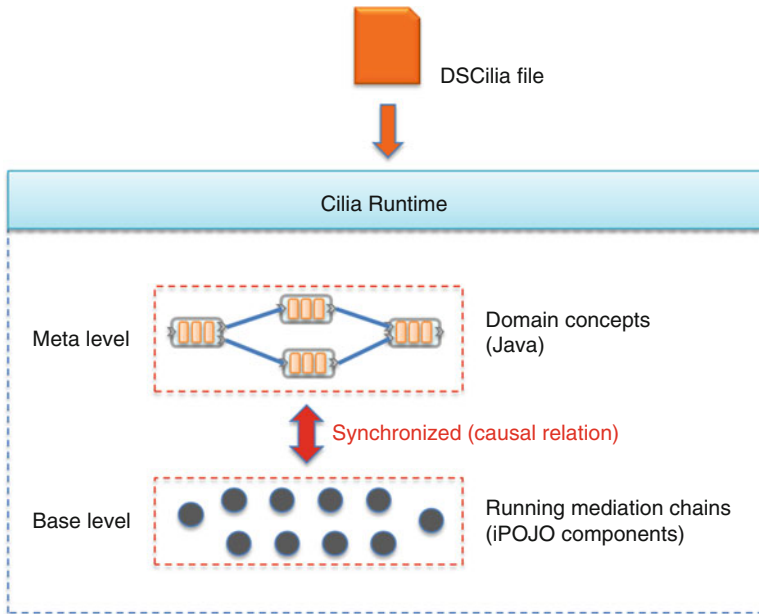 DSCilia file
Cilia Runtime
Meta level
Domain concepts
(Java)
Synchronized (causal relation)
Base level
Running mediation chains
(iPOJO components)